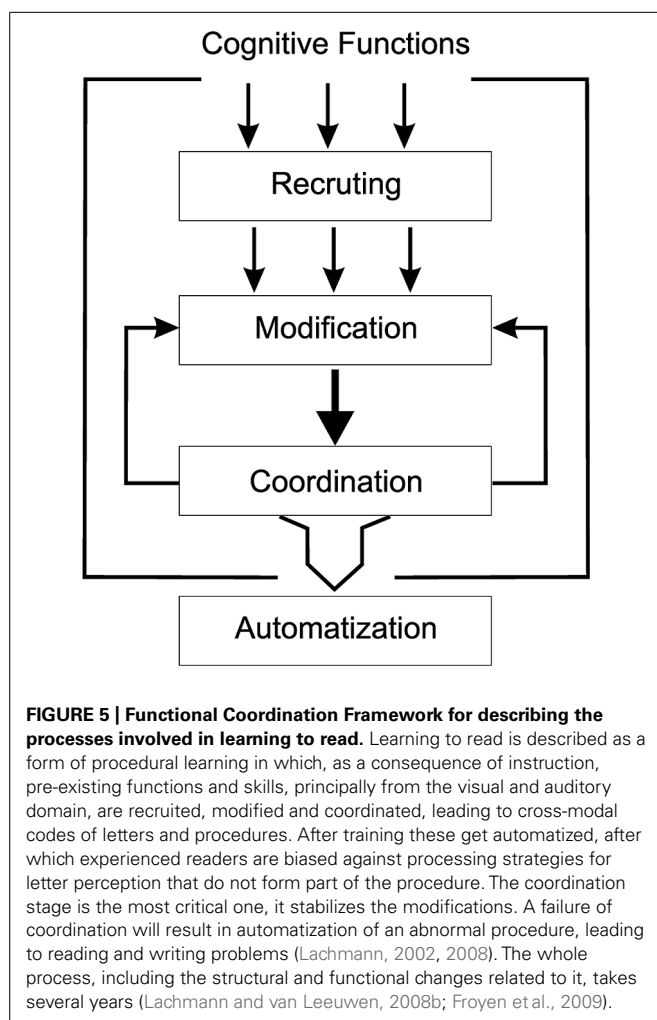 Cognitive Functions
Recruting
Modification
Coordination
Automatization
FIGURE 5 | Functional Coordination Framework for describing the
processes involved in learning to read. Learning to read is described as a
form of procedural learning in which, as a consequence of instruction,
pre-existing functions and skills, principally from the visual and auditory
domain, are recruited, modified and coordinated, leading to cross-modal
codes of letters and procedures. After training these get automatized, after
which experienced readers are biased against processing strategies for
letter perception that do not form part of the procedure. The coordination
stage is the most critical one, it stabilizes the modifications. A failure of
coordination will result in automatization of an abnormal procedure, leading
to reading and writing problems (Lachmann, 2002, 2008). The whole
process, including the structural and functional changes related to it, takes
several years (Lachmann and van Leeuwen, 2008b; Froyen et al., 2009).